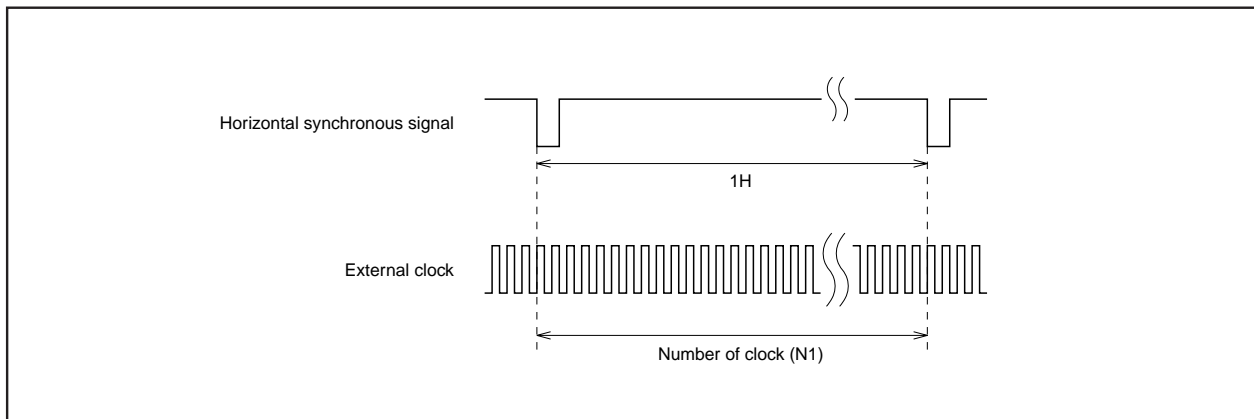 Horizontal synchronous signal
1H
External clock
Number of clock (N1)